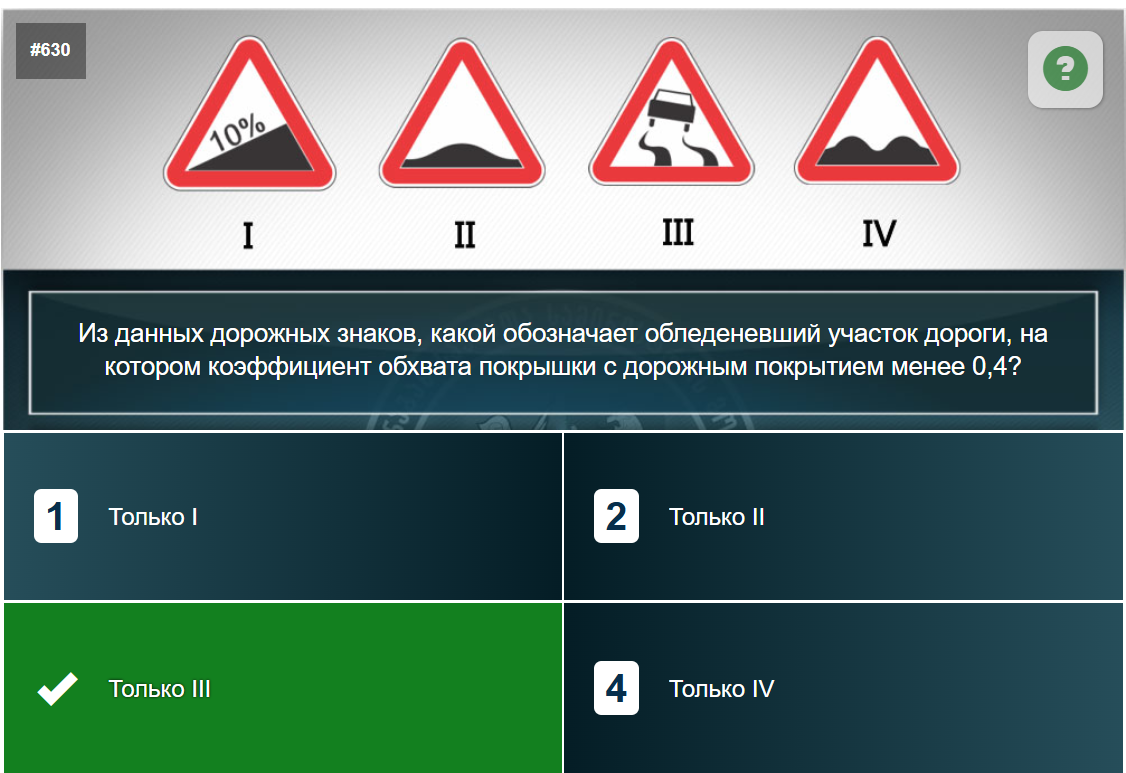 #630
10%
?
I
II
III
IV
Из данных дорожных знаков, какой обозначает обледеневший участок дороги, на
котором коэффициент обхвата покрышки с дорожным покрытием менее 0,4?
1
Только I
2
Только II
Только III
4
Только IV